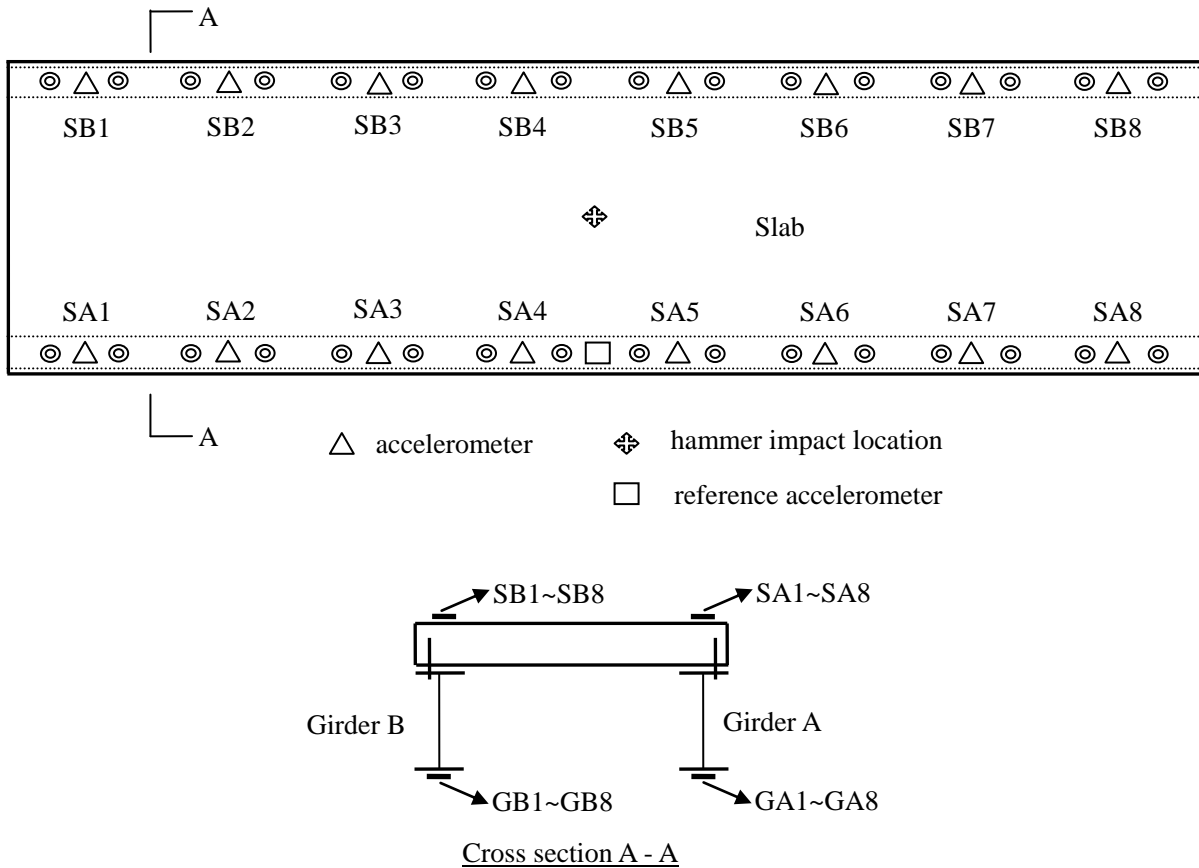 A
SB1 SB2 SB3 SB4 SB5 SB6 SB7 SB8
Slab
SA1 SA2 SA3 SA4 SA5 SA6 SA7 SA8
A
accelerometer hammer impact location
reference accelerometer
SB1~SB8 SA1~SA8
Girder B Girder A
GB1~GB8 GA1~GA8
Cross section A - A